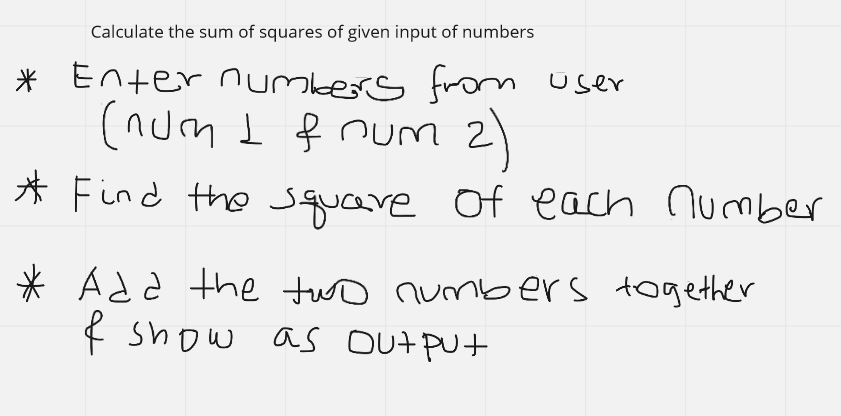 Calculate the sum of squares of given input of numbers
* Enter numbers from user
(num 1 & num 2)
* Find the square of each number
* Add the two numbers together
& show as output